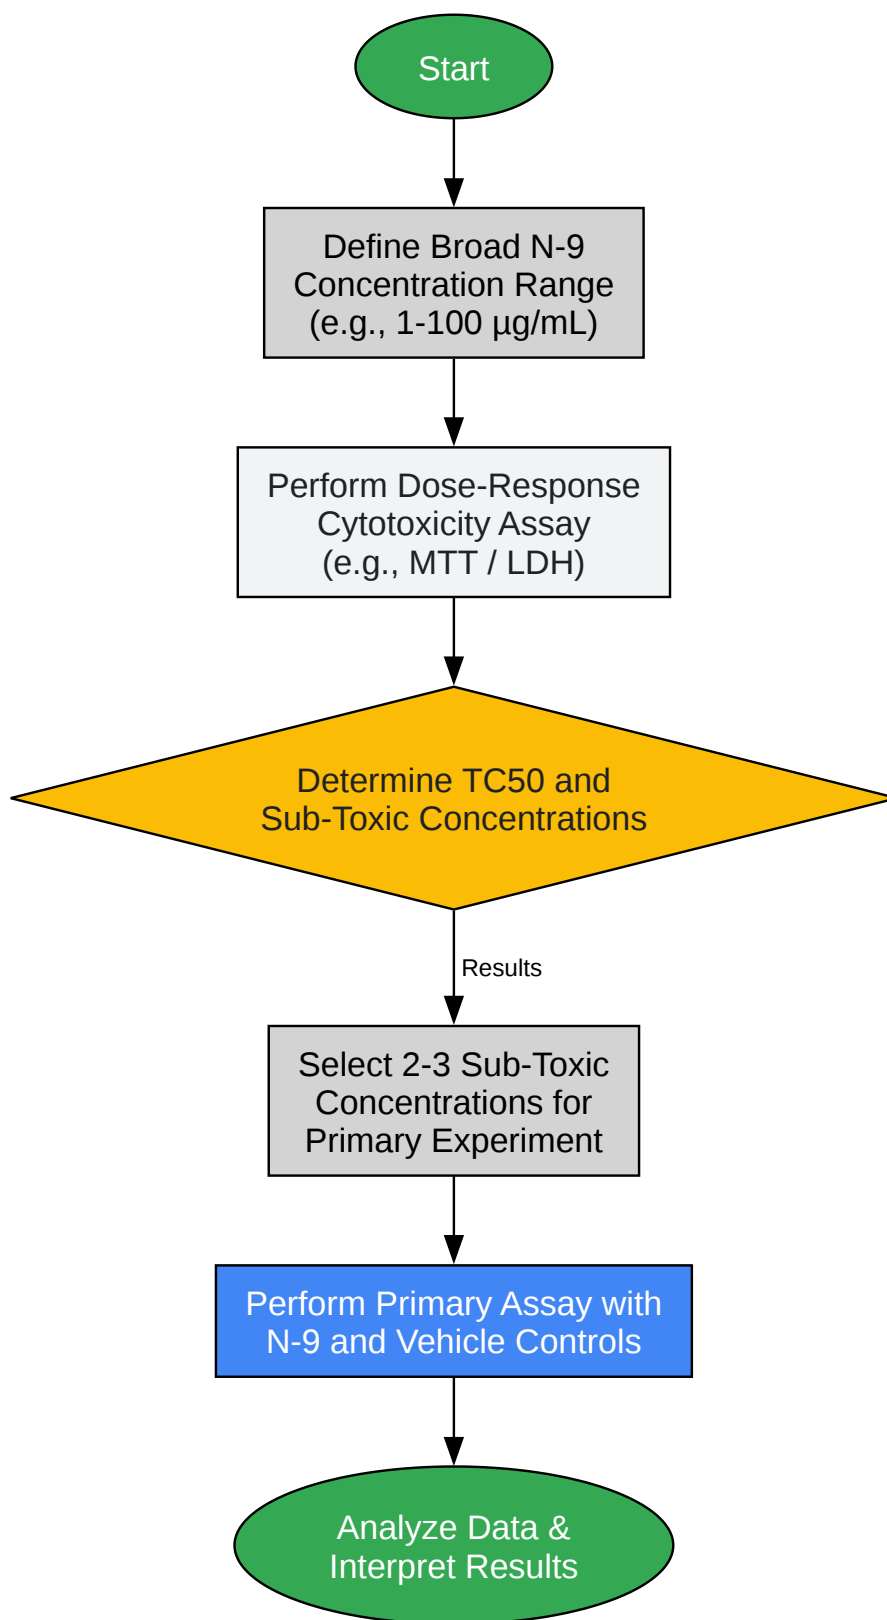 Start
Define Broad N-9
Concentration Range
(e.g., 1-100 µg/mL)
Perform Dose-Response
Cytotoxicity Assay
(e.g., MTT / LDH)
Determine TC50 and
Sub-Toxic Concentrations
Results
Select 2-3 Sub-Toxic
Concentrations for
Primary Experiment
Perform Primary Assay with
N-9 and Vehicle Controls
Analyze Data &
Interpret Results